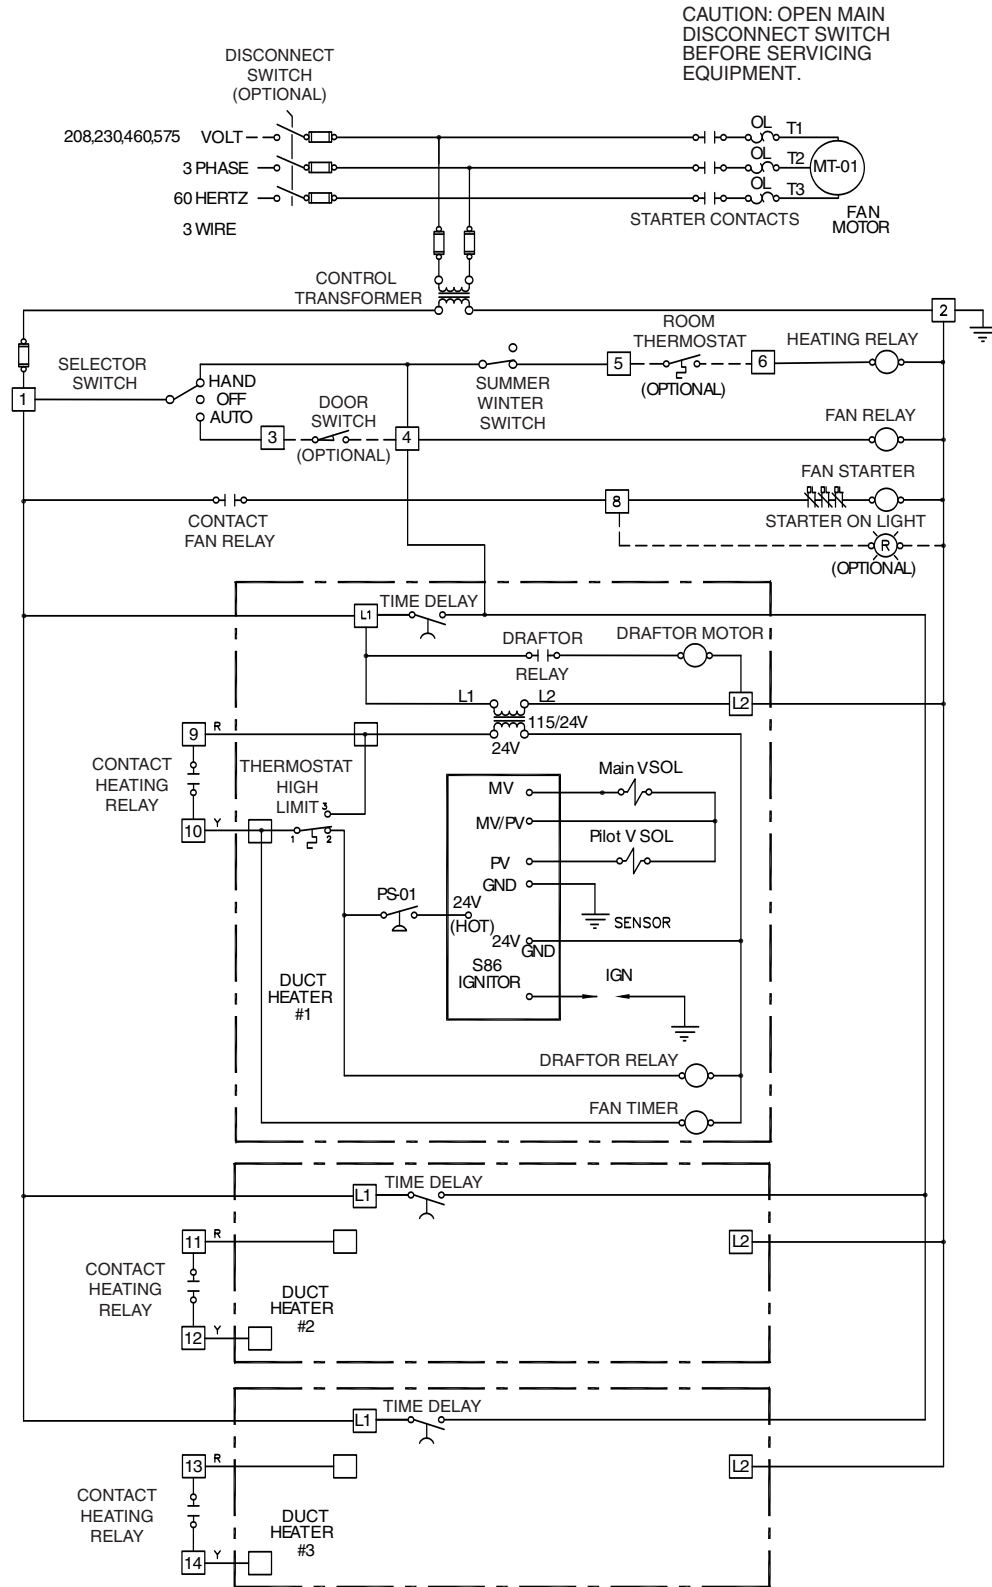 CAUTION: OPEN MAIN
DISCONNECT SWITCH
BEFORE SERVICING
EQUIPMENT.
DISCONNECT
SWITCH
(OPTIONAL)
208,230,460,575 VOLT
3 PHASE
60 HERTZ
3 WIRE
OL T1
OL T2
OL T3
MT-01
STARTER CONTACTS
FAN
MOTOR
CONTROL
TRANSFORMER
2
SELECTOR
SWITCH
1
HAND
OFF
AUTO
DOOR
SWITCH
(OPTIONAL)
3
4
SUMMER
WINTER
SWITCH
5
ROOM
THERMOSTAT
(OPTIONAL)
6
HEATING RELAY
FAN RELAY
FAN STARTER
OL OL OL
8
CONTACT
FAN RELAY
STARTER ON LIGHT
R
(OPTIONAL)
L1
TIME DELAY
DRAFTOR
RELAY
DRAFTOR MOTOR
L1
L2
L2
115/24V
24V
9
R
CONTACT
HEATING
RELAY
10
Y
THERMOSTAT
HIGH
LIMIT
3
1
2
MV
Main VSOL
MV/PV
Pilot V SOL
PV
GND
SENSOR
PS-01
24V
(HOT)
24V
GND
S86
IGNITOR
IGN
DUCT
HEATER
#1
DRAFTOR RELAY
FAN TIMER
L1
TIME DELAY
11
R
L2
CONTACT
HEATING
RELAY
DUCT
HEATER
#2
12
Y
L1
TIME DELAY
13
R
L2
CONTACT
HEATING
RELAY
DUCT
HEATER
#3
14
Y